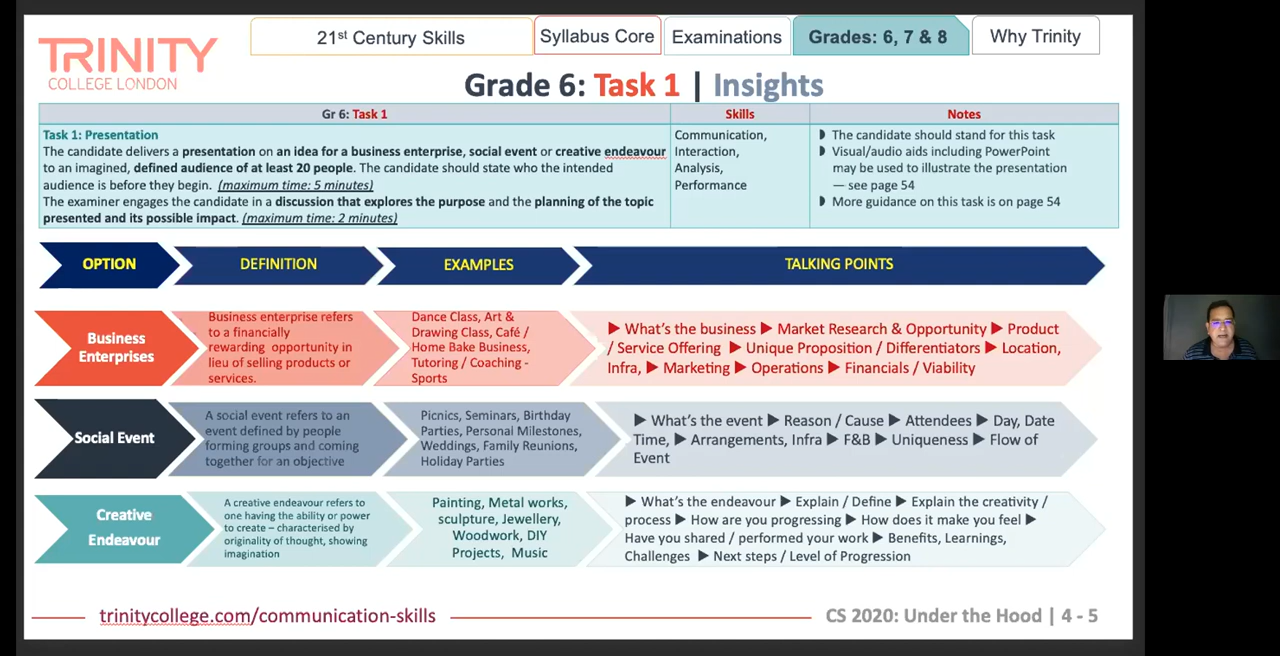 TRINITY
COLLEGE LONDON
21st Century Skills
Syllabus Core
Examinations
Grades: 6, 7 & 8
Why Trinity
Grade 6: Task 1 | Insights
Gr 6: Task 1
Skills
Notes
Task 1: Presentation
The candidate delivers a presentation on an idea for a business enterprise, social event or creative endeavour
to an imagined, defined audience of at least 20 people. The candidate should state who the intended
audience is before they begin. (maximum time: 5 minutes)
The examiner engages the candidate in a discussion that explores the purpose and the planning of the topic
presented and its possible impact. (maximum time: 2 minutes)
Communication,
Interaction,
Analysis,
Performance
◗ The candidate should stand for this task
◗ Visual/audio aids including PowerPoint
may be used to illustrate the presentation
— see page 54
◗ More guidance on this task is on page 54
OPTION
DEFINITION
EXAMPLES
TALKING POINTS
Business
Enterprises
Business enterprise refers
to a financially
rewarding opportunity in
lieu of selling products or
services.
Dance Class, Art &
Drawing Class, Café /
Home Bake Business,
Tutoring / Coaching -
Sports
▶ What's the business ▶ Market Research & Opportunity ▶ Product
/ Service Offering ▶ Unique Proposition / Differentiators ▶ Location,
Infra, ▶ Marketing ▶ Operations ▶ Financials / Viability
Social Event
A social event refers to an
event defined by people
forming groups and coming
together for an objective
Picnics, Seminars, Birthday
Parties, Personal Milestones,
Weddings, Family Reunions,
Holiday Parties
▶ What's the event ▶ Reason / Cause ▶ Attendees ▶ Day, Date
Time, ▶ Arrangements, Infra ▶ F&B ▶ Uniqueness ▶ Flow of
Event
Creative
Endeavour
A creative endeavour refers to
one having the ability or power
to create – characterised by
originality of thought, showing
imagination
Painting, Metal works,
sculpture, Jewellery,
Woodwork, DIY
Projects, Music
▶ What's the endeavour ▶ Explain / Define ▶ Explain the creativity /
process ▶ How are you progressing ▶ How does it make you feel ▶
Have you shared / performed your work ▶ Benefits, Learnings,
Challenges ▶ Next steps / Level of Progression
trinitycollege.com/communication-skills
CS 2020: Under the Hood | 4 - 5